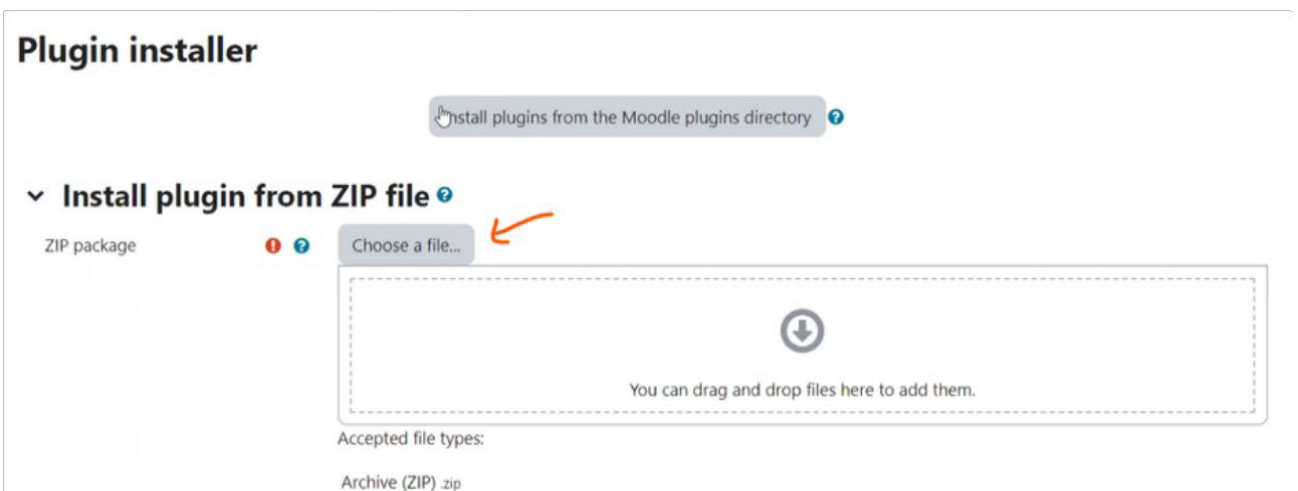 Plugin installer
Install plugins from the Moodle plugins directory
Install plugin from ZIP file
ZIP package
Choose a file...
You can drag and drop files here to add them.
Accepted file types:
Archive (ZIP) .zip